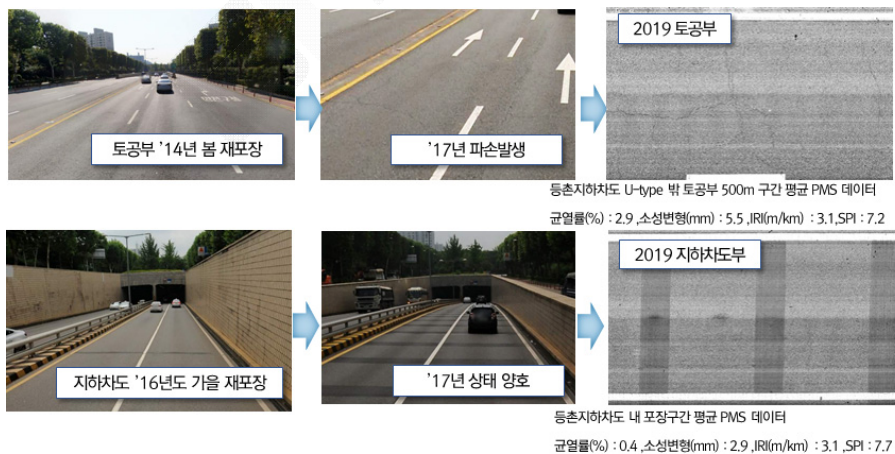 2019 토공부
토공부 '14년 봄 재포장
'17년 파손발생
등촌지하차도 U-type 밖 토공부 500m 구간 평균 PMS 데이터
균열률(%) : 2.9 ,소성변형(mm) : 5.5 ,IRI(m/km) : 3.1,SPI : 7.2
2019 지하차도부
지하차도 '16년도 가을 재포장
'17년 상태 양호
등촌지하차도 내 포장구간 평균 PMS 데이터
균열률(%) : 0.4 ,소성변형(mm) : 2.9 ,IRI(m/km) : 3.1 ,SPI : 7.7